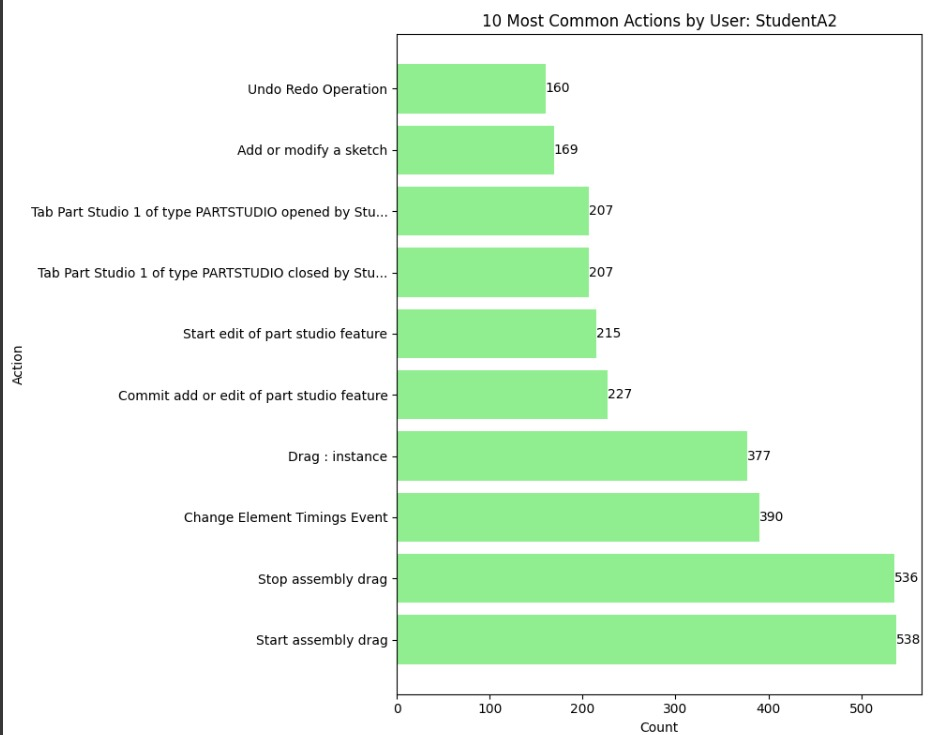 10 Most Common Actions by User: StudentA2
Undo Redo Operation
160
Add or modify a sketch
169
Tab Part Studio 1 of type PARTSTUDIO opened by Stu...
207
Tab Part Studio 1 of type PARTSTUDIO closed by Stu...
207
Start edit of part studio feature
215
Commit add or edit of part studio feature
227
Drag : instance
377
Change Element Timings Event
390
Stop assembly drag
536
Start assembly drag
538
Action
0 100 200 300 400 500
Count